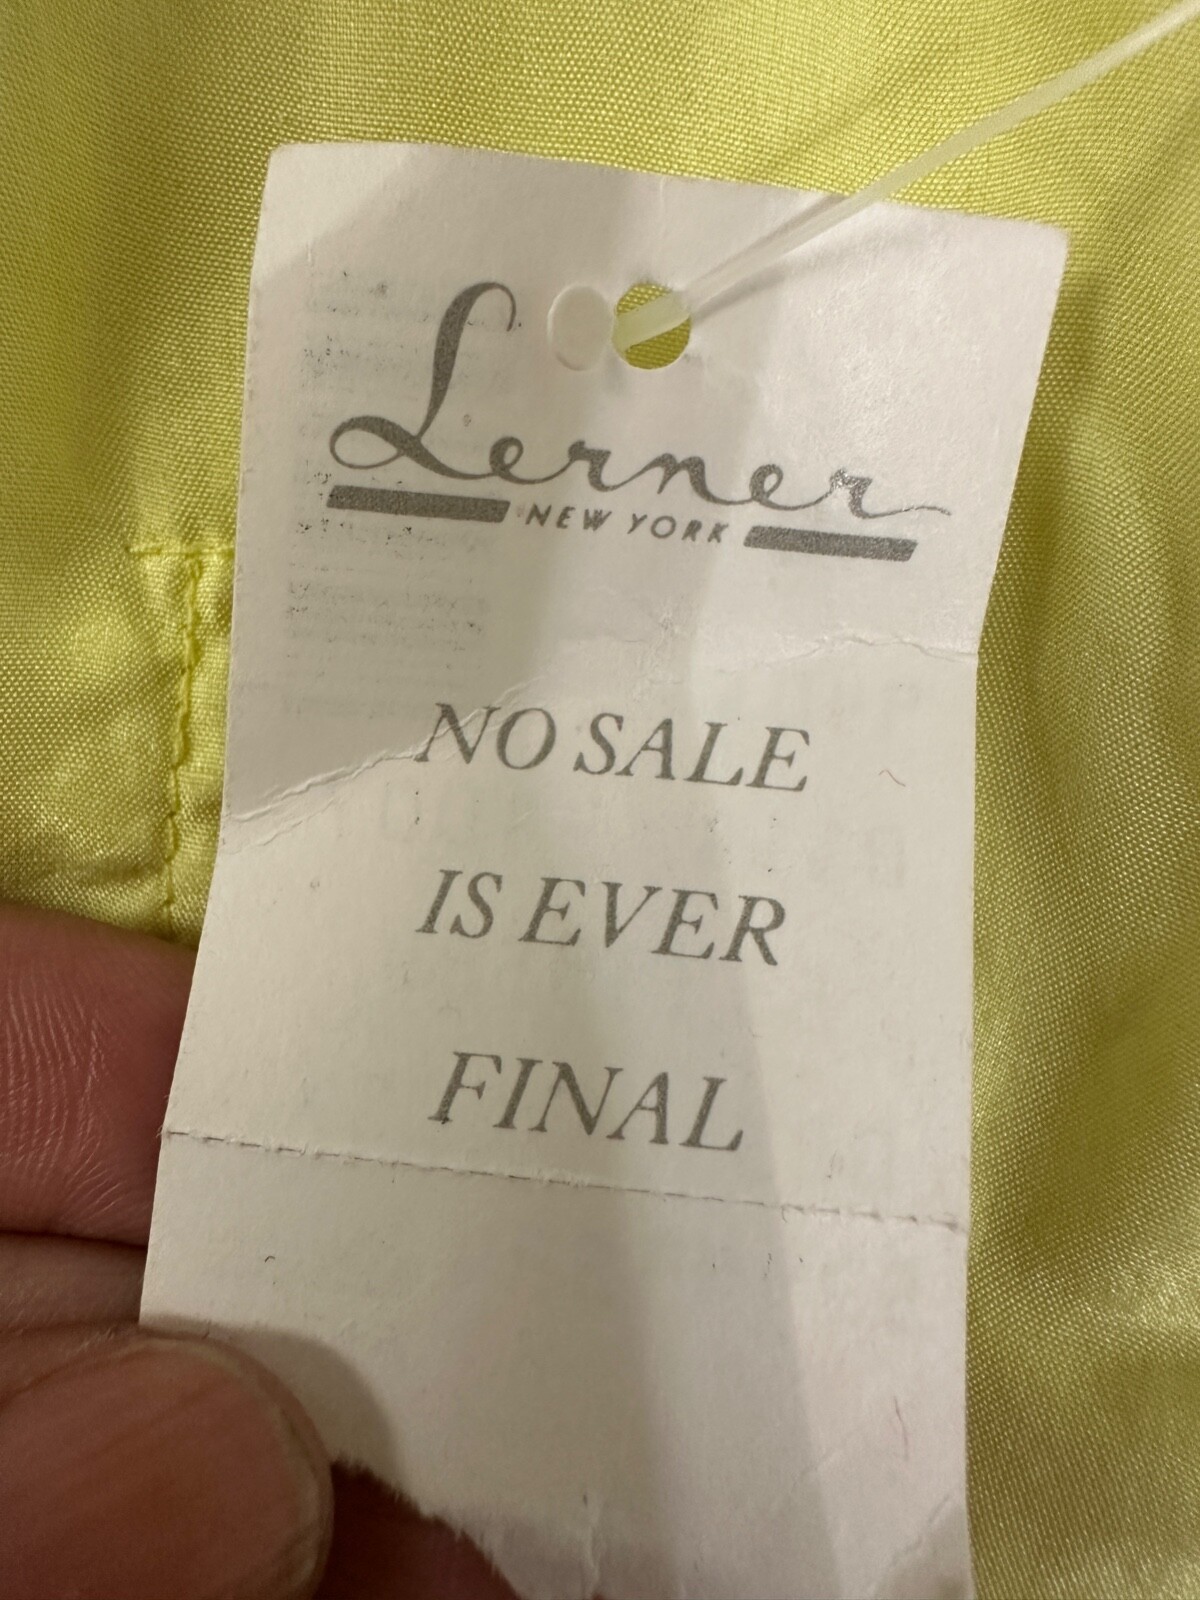 Lerner
NEW YORK
NO SALE
IS EVER
FINAL